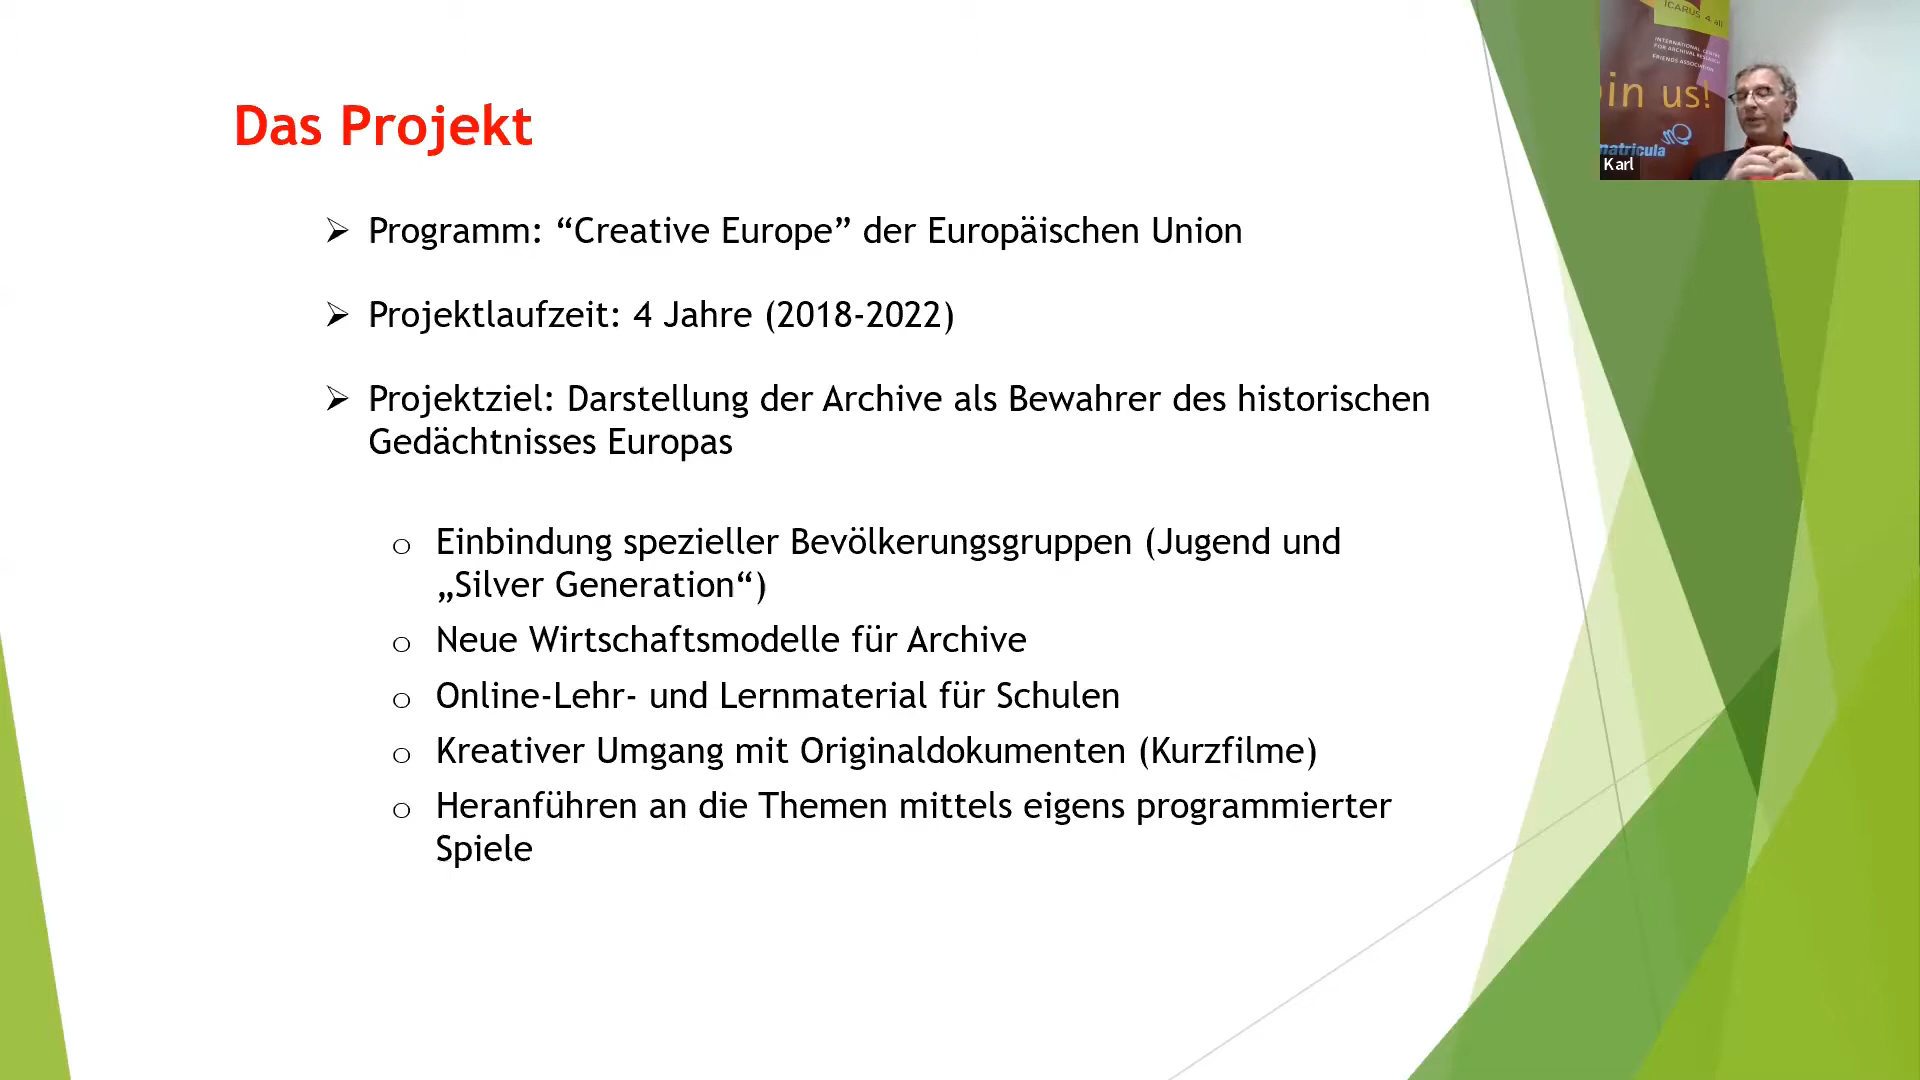 Das Projekt
Programm: “Creative Europe” der Europäischen Union
Projektlaufzeit: 4 Jahre (2018-2022)
Projektziel: Darstellung der Archive als Bewahrer des historischen
Gedächtnisses Europas
Einbindung spezieller Bevölkerungsgruppen (Jugend und
„Silver Generation“)
Neue Wirtschaftsmodelle für Archive
Online-Lehr- und Lernmaterial für Schulen
Kreativer Umgang mit Originaldokumenten (Kurzfilme)
Heranführen an die Themen mittels eigens programmierter
Spiele
ICARUS 4 all
INTERNATIONAL CENTRE
FOR ARCHIVAL RESEARCH
FRIENDS ASSOCIATION
oin us!
matricula
Karl